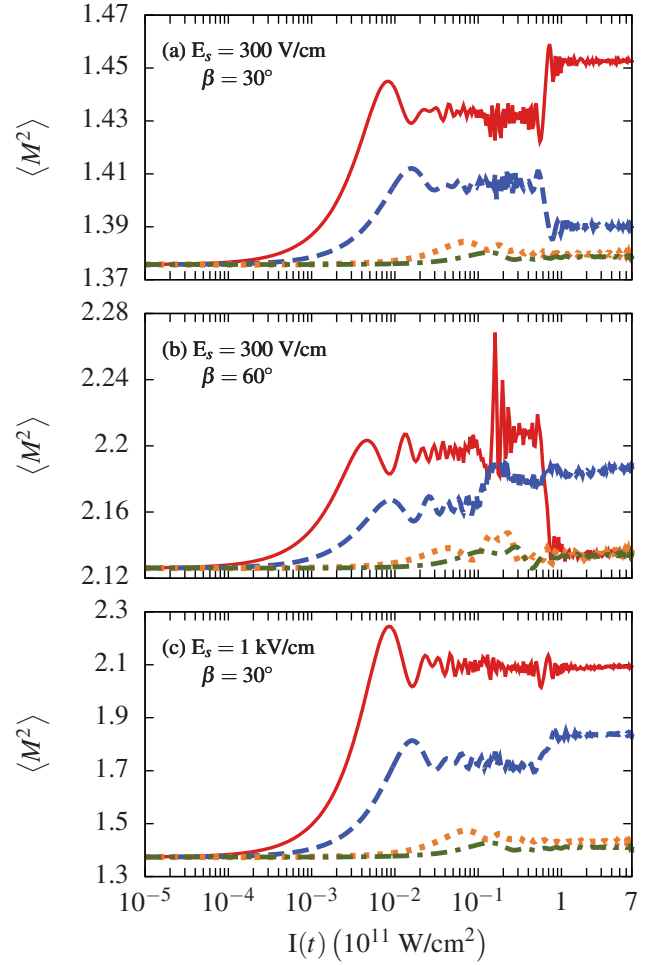 1.47
(a) E_s = 300 V/cm
1.45
β = 30°
1.43
⟨M²⟩
1.41
1.39
1.37
2.28
(b) E_s = 300 V/cm
β = 60°
2.24
⟨M²⟩
2.2
2.16
2.12
2.3
(c) E_s = 1 kV/cm
β = 30°
2.1
1.9
⟨M²⟩
1.7
1.5
1.3
10⁻⁵ 10⁻⁴ 10⁻³ 10⁻² 10⁻¹ 1 7
I(t) (10¹¹ W/cm²)